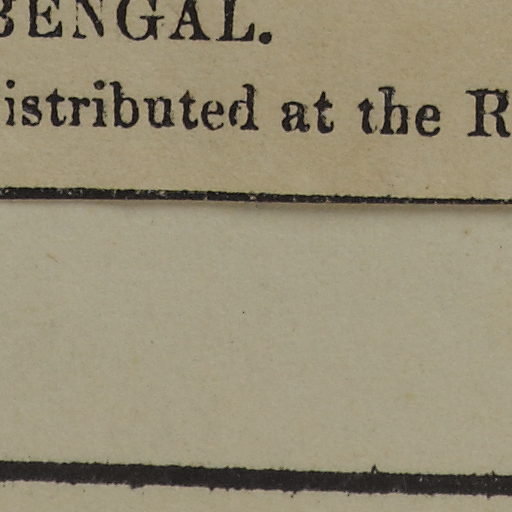 BENGAL.
istributed at the R